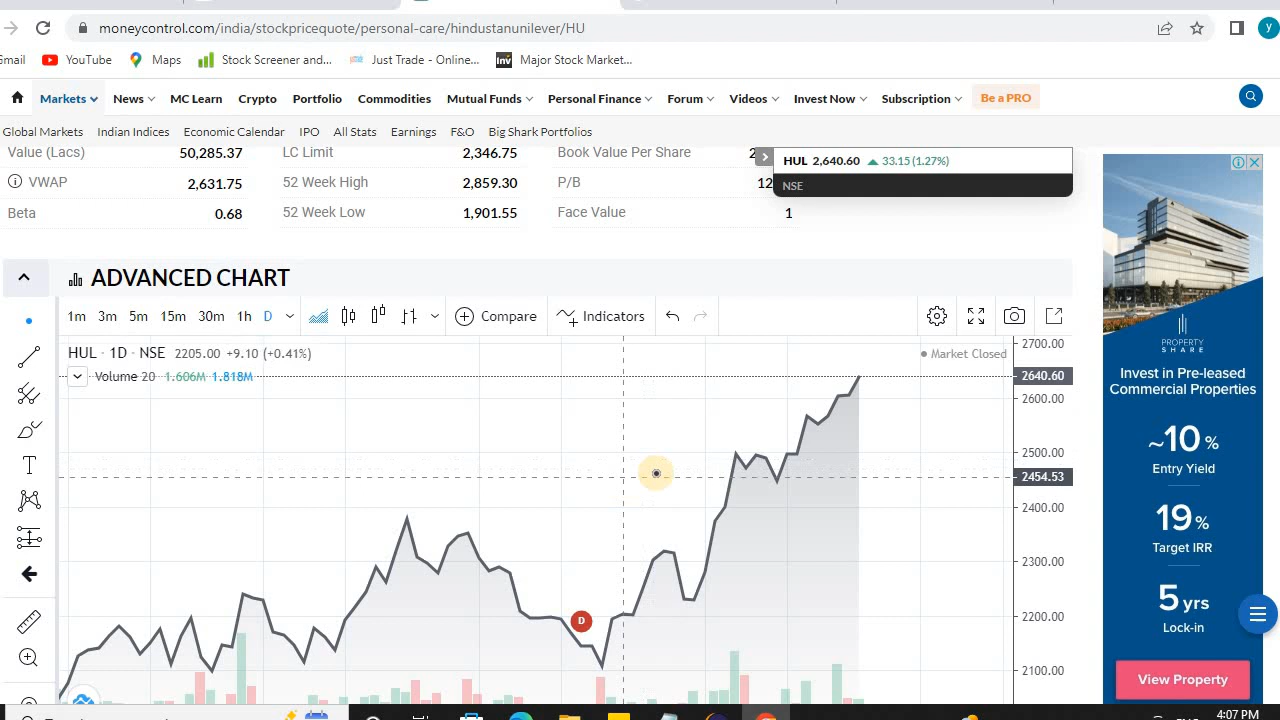 moneycontrol.com/india/stockpricequote/personal-care/hindustanunilever/HU
y
Gmail YouTube Maps Stock Screener and... Just Trade - Online... Inv Major Stock Market...
Markets News MC Learn Crypto Portfolio Commodities Mutual Funds Personal Finance Forum Videos Invest Now Subscription Be a PRO
Global Markets Indian Indices Economic Calendar IPO All Stats Earnings F&O Big Shark Portfolios
Value (Lacs) 50,285.37 LC Limit 2,346.75 Book Value Per Share 2
HUL 2,640.60 33.15 (1.27%)
VWAP 2,631.75 52 Week High 2,859.30 P/B 12
NSE
Beta 0.68 52 Week Low 1,901.55 Face Value 1
ADVANCED CHART
1m 3m 5m 15m 30m 1h D Compare Indicators
HUL · 1D · NSE 2205.00 +9.10 (+0.41%) Market Closed
Volume 20 1.606M 1.818M
2700.00
2640.60
2600.00
2500.00
2454.53
2400.00
2300.00
2200.00
2100.00
D
T
PROPERTY
SHARE
Invest in Pre-leased
Commercial Properties
~10 %
Entry Yield
19 %
Target IRR
5 yrs
Lock-in
View Property
4:07 PM